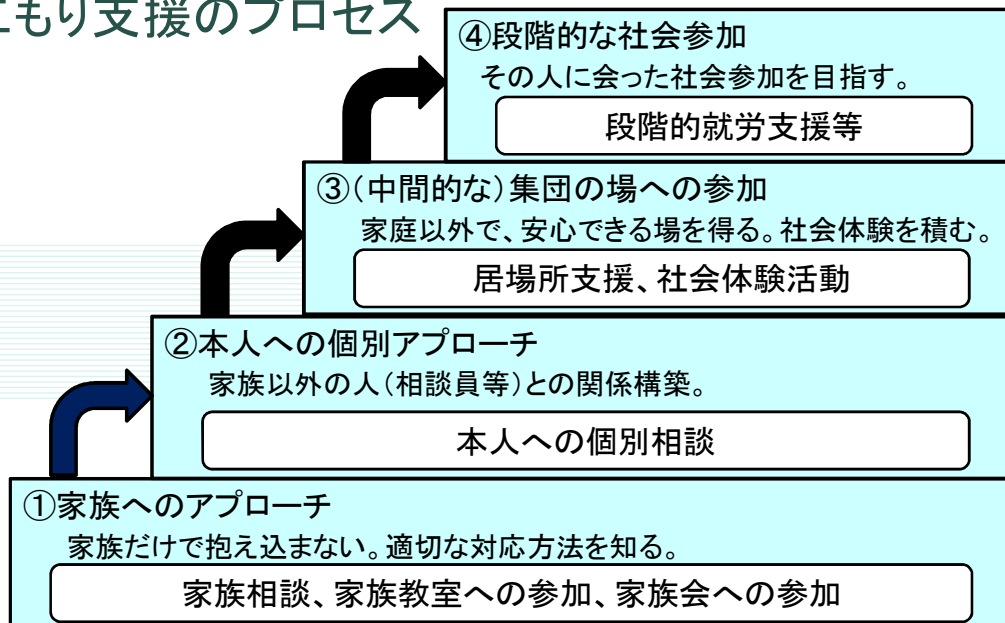 こもり支援のプロセス
④段階的な社会参加
その人に会った社会参加を目指す。
段階的就労支援等
③(中間的な)集団の場への参加
家庭以外で、安心できる場を得る。社会体験を積む。
居場所支援、社会体験活動
②本人への個別アプローチ
家族以外の人(相談員等)との関係構築。
本人への個別相談
①家族へのアプローチ
家族だけで抱え込まない。適切な対応方法を知る。
家族相談、家族教室への参加、家族会への参加